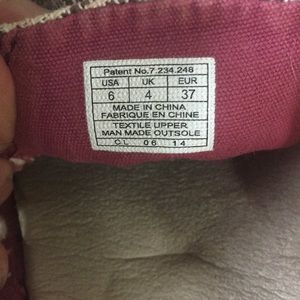 Patent No.7,234,248
USA UK EUR
6 4 37
MADE IN CHINA
FABRIQUE EN CHINE
TEXTILE UPPER
MAN MADE OUTSOLE
CL 06 14